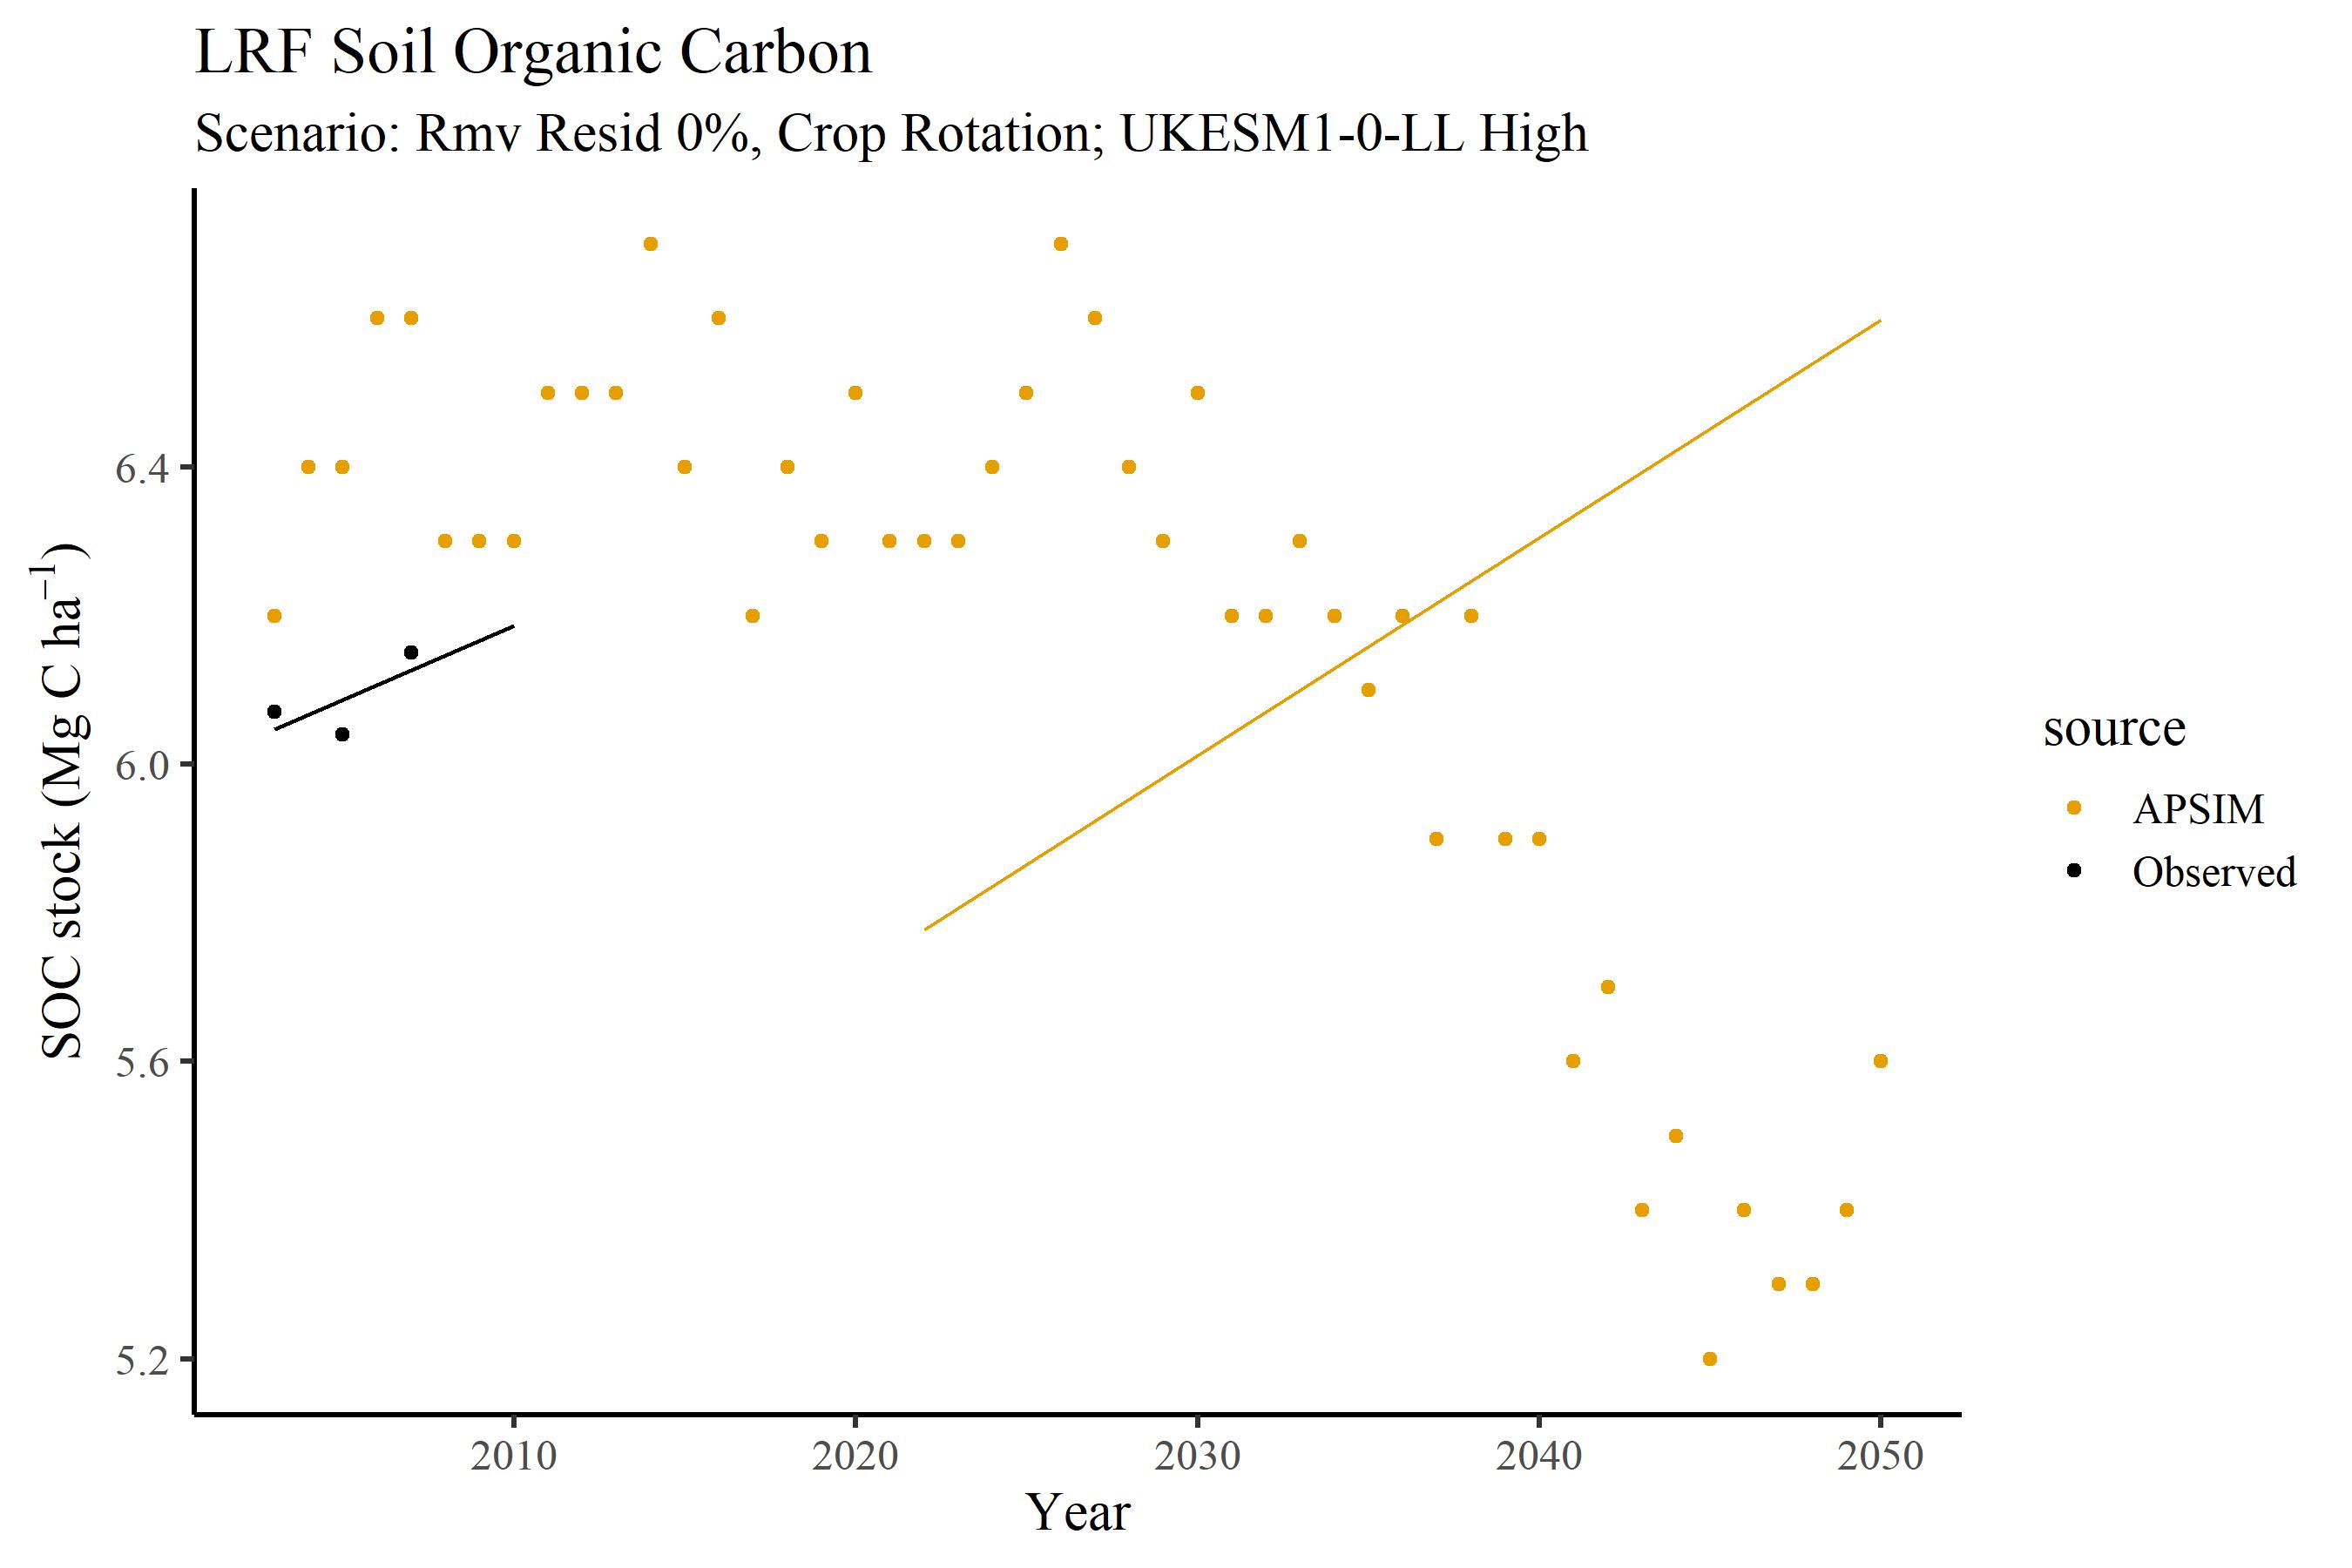 LRF Soil Organic Carbon
Scenario: Rmv Resid 0%, Crop Rotation; UKESM1-0-LL High
SOC stock (Mg C ha⁻¹)
6.4
6.0
5.6
5.2
2010 2020 2030 2040 2050
Year
source
APSIM
Observed